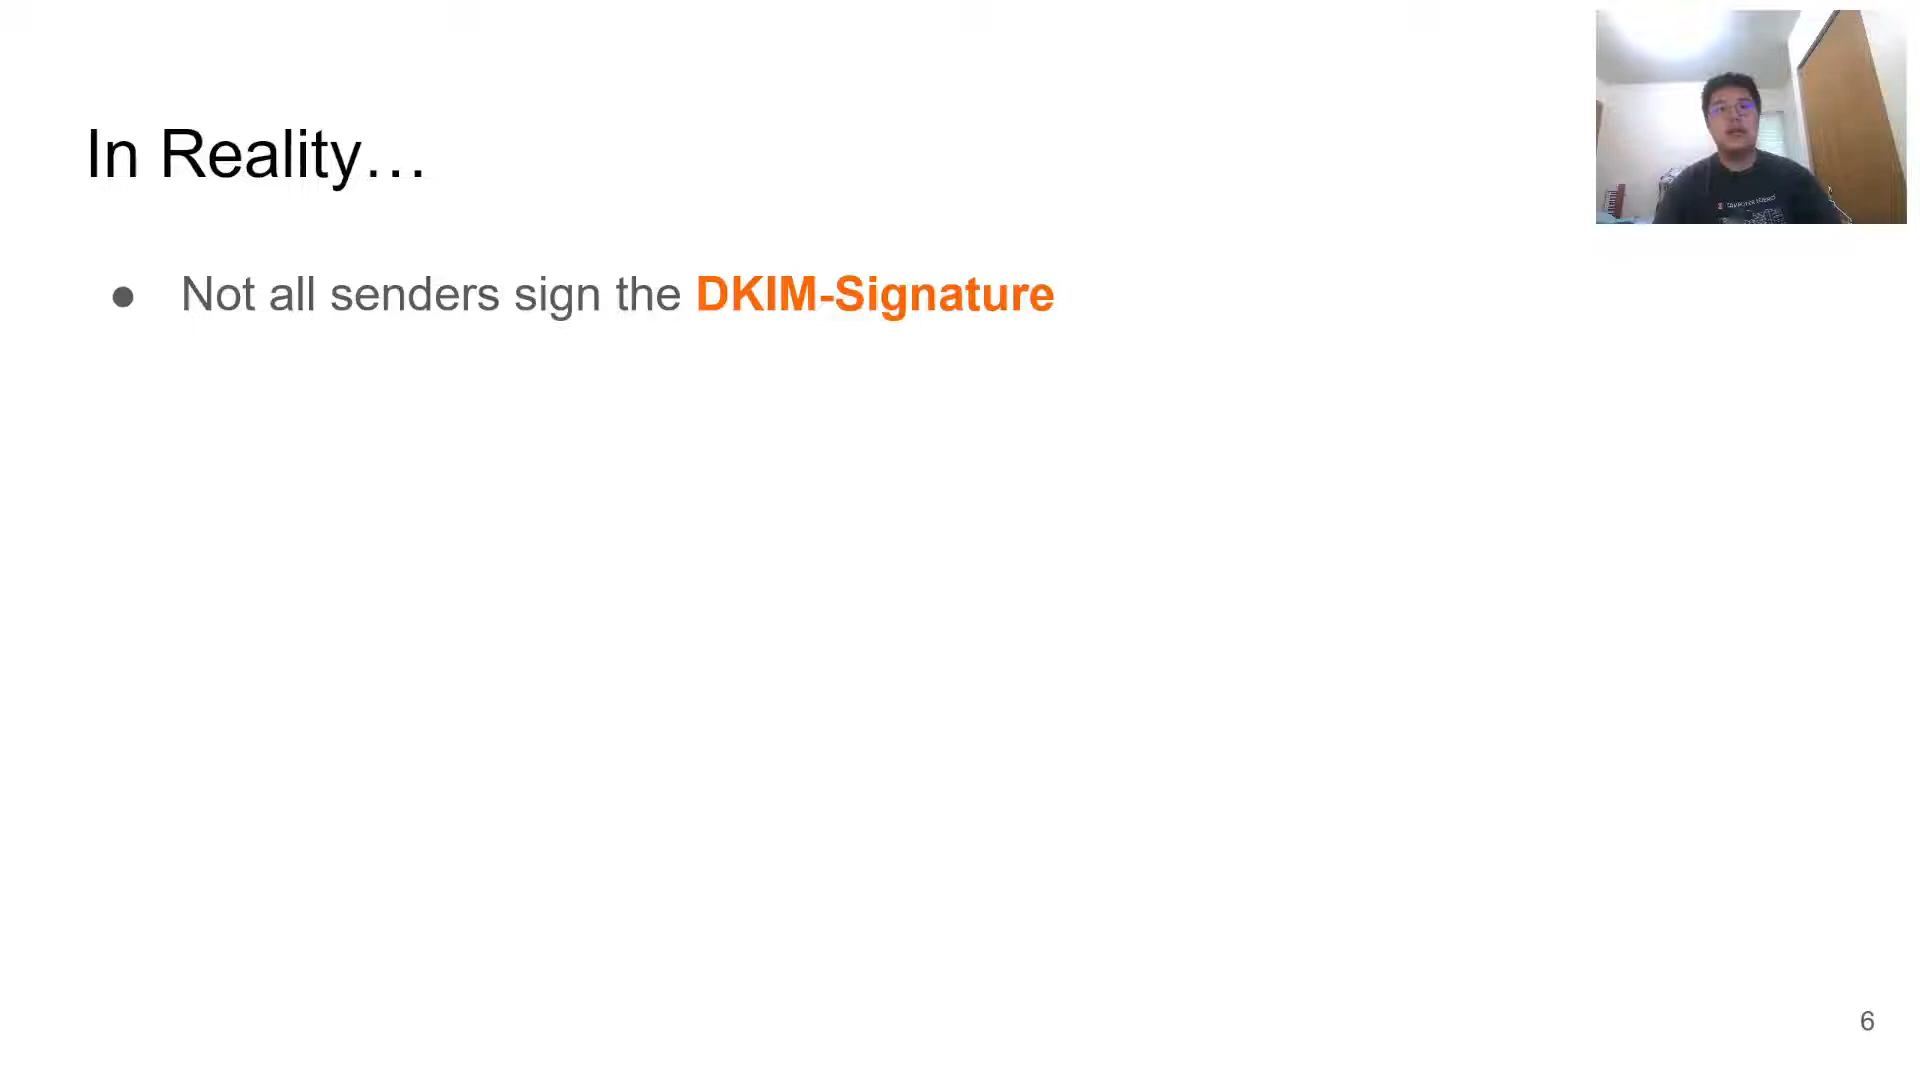 In Reality…
● Not all senders sign the DKIM-Signature
6